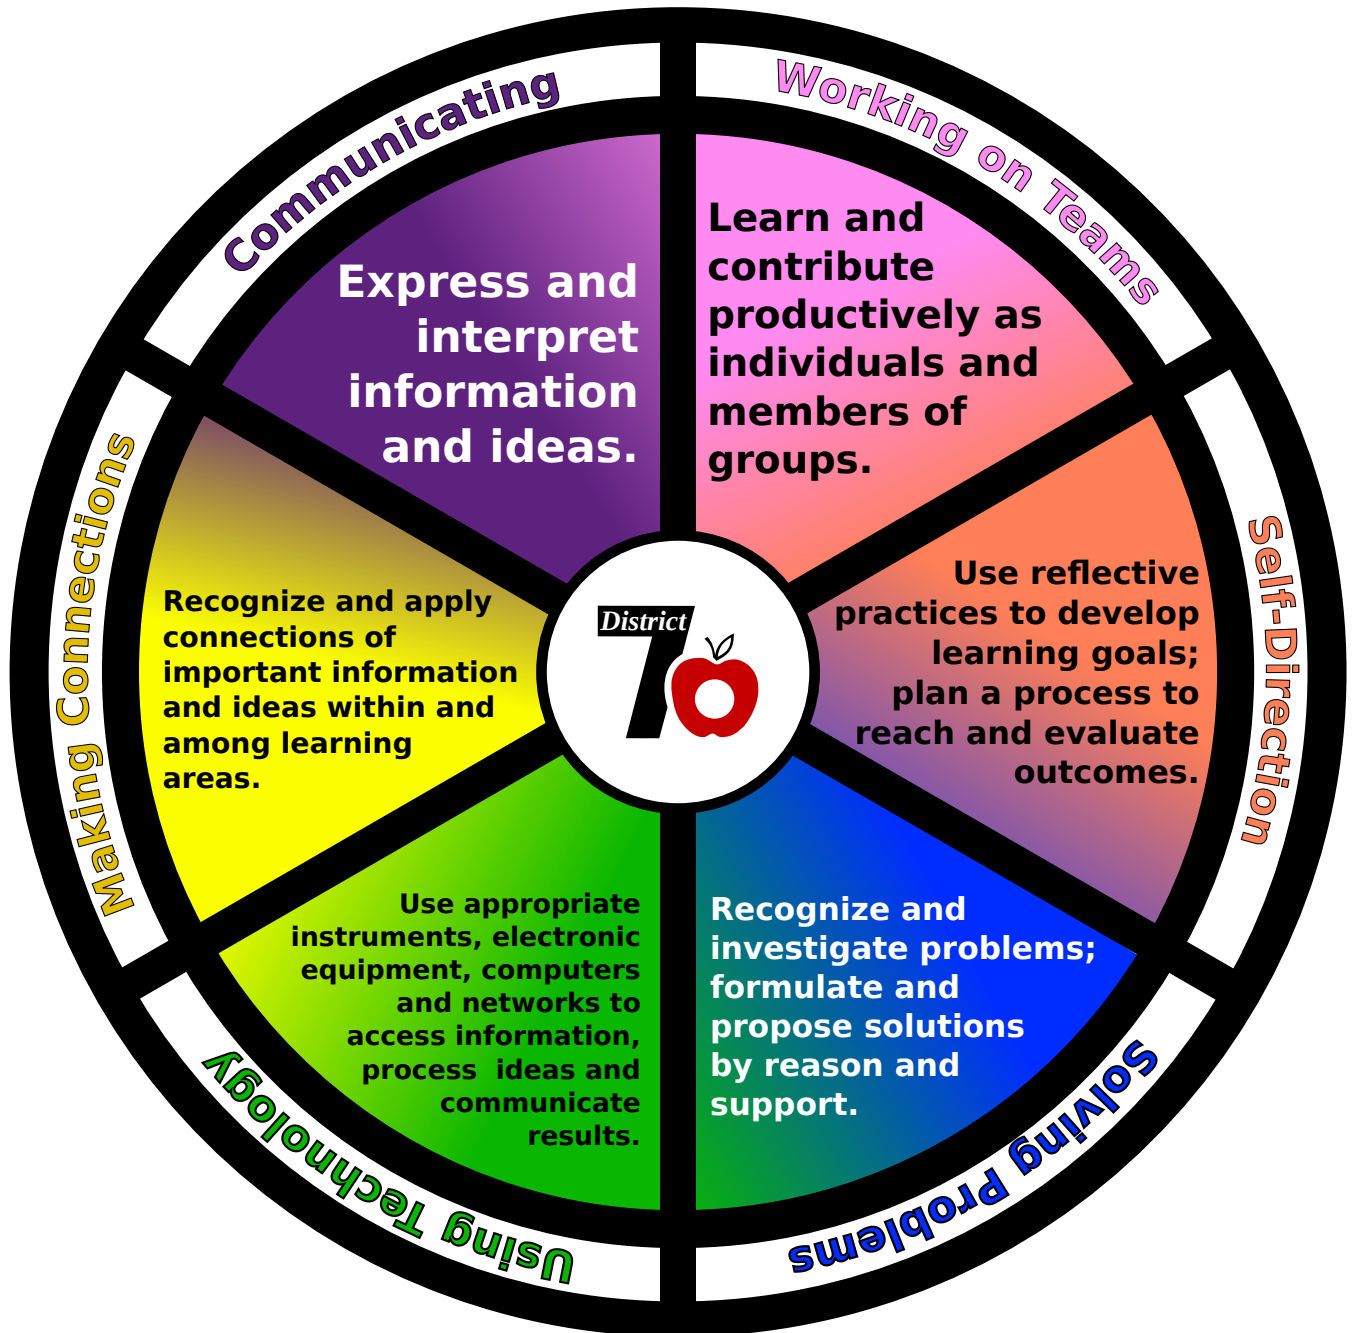 Communicating
Express and
interpret
information
and ideas.
Working on Teams
Learn and
contribute
productively as
individuals and
members of
groups.
Self-Direction
Use reflective
practices to develop
learning goals;
plan a process to
reach and evaluate
outcomes.
Solving Problems
Recognize and
investigate problems;
formulate and
propose solutions
by reason and
support.
Using Technology
Use appropriate
instruments, electronic
equipment, computers
and networks to
access information,
process  ideas and
communicate
results.
Making Connections
Recognize and apply
connections of
important information
and ideas within and
among learning
areas.
District
70